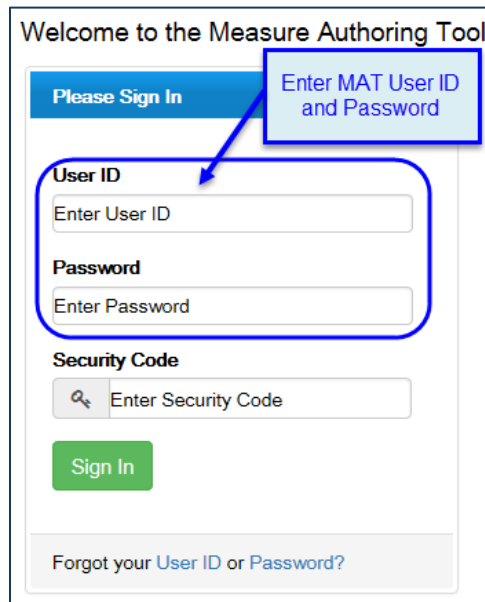 Welcome to the Measure Authoring Tool
Please Sign In
Enter MAT User ID
and Password
User ID
Enter User ID
Password
Enter Password
Security Code
Enter Security Code
Sign In
Forgot your User ID or Password?